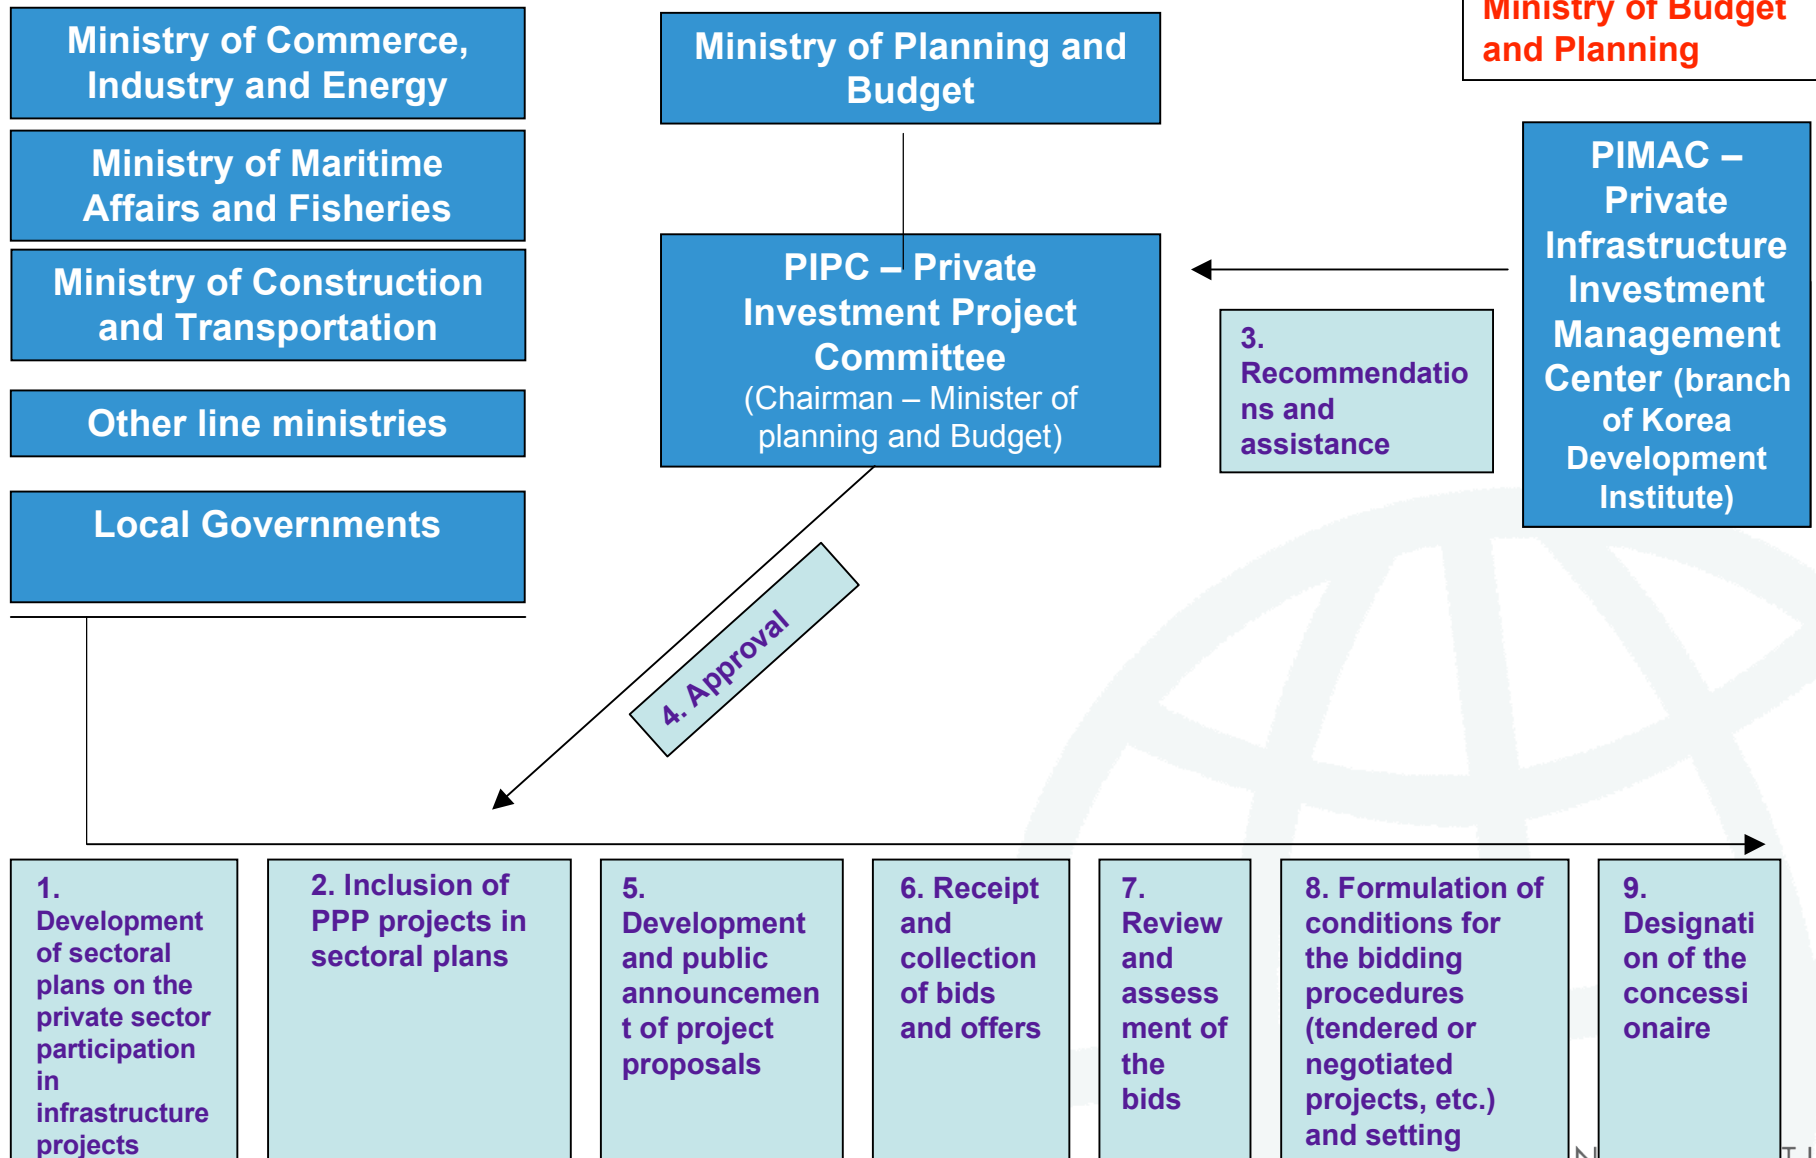 Ministry of Budget
and Planning
Ministry of Commerce,
Industry and Energy
Ministry of Maritime
Affairs and Fisheries
Ministry of Construction
and Transportation
Other line ministries
Local Governments
Ministry of Planning and
Budget
PIPC – Private
Investment Project
Committee
(Chairman – Minister of
planning and Budget)
3.
Recommendatio
ns and
assistance
PIMAC –
Private
Infrastructure
Investment
Management
Center (branch
of Korea
Development
Institute)
4. Approval
1.
Development
of sectoral
plans on the
private sector
participation
in
infrastructure
projects
2. Inclusion of
PPP projects in
sectoral plans
5.
Development
and public
announcemen
t of project
proposals
6. Receipt
and
collection
of bids
and offers
7.
Review
and
assess
ment of
the
bids
8. Formulation of
conditions for
the bidding
procedures
(tendered or
negotiated
projects, etc.)
and setting
9.
Designati
on of the
concessi
onaire